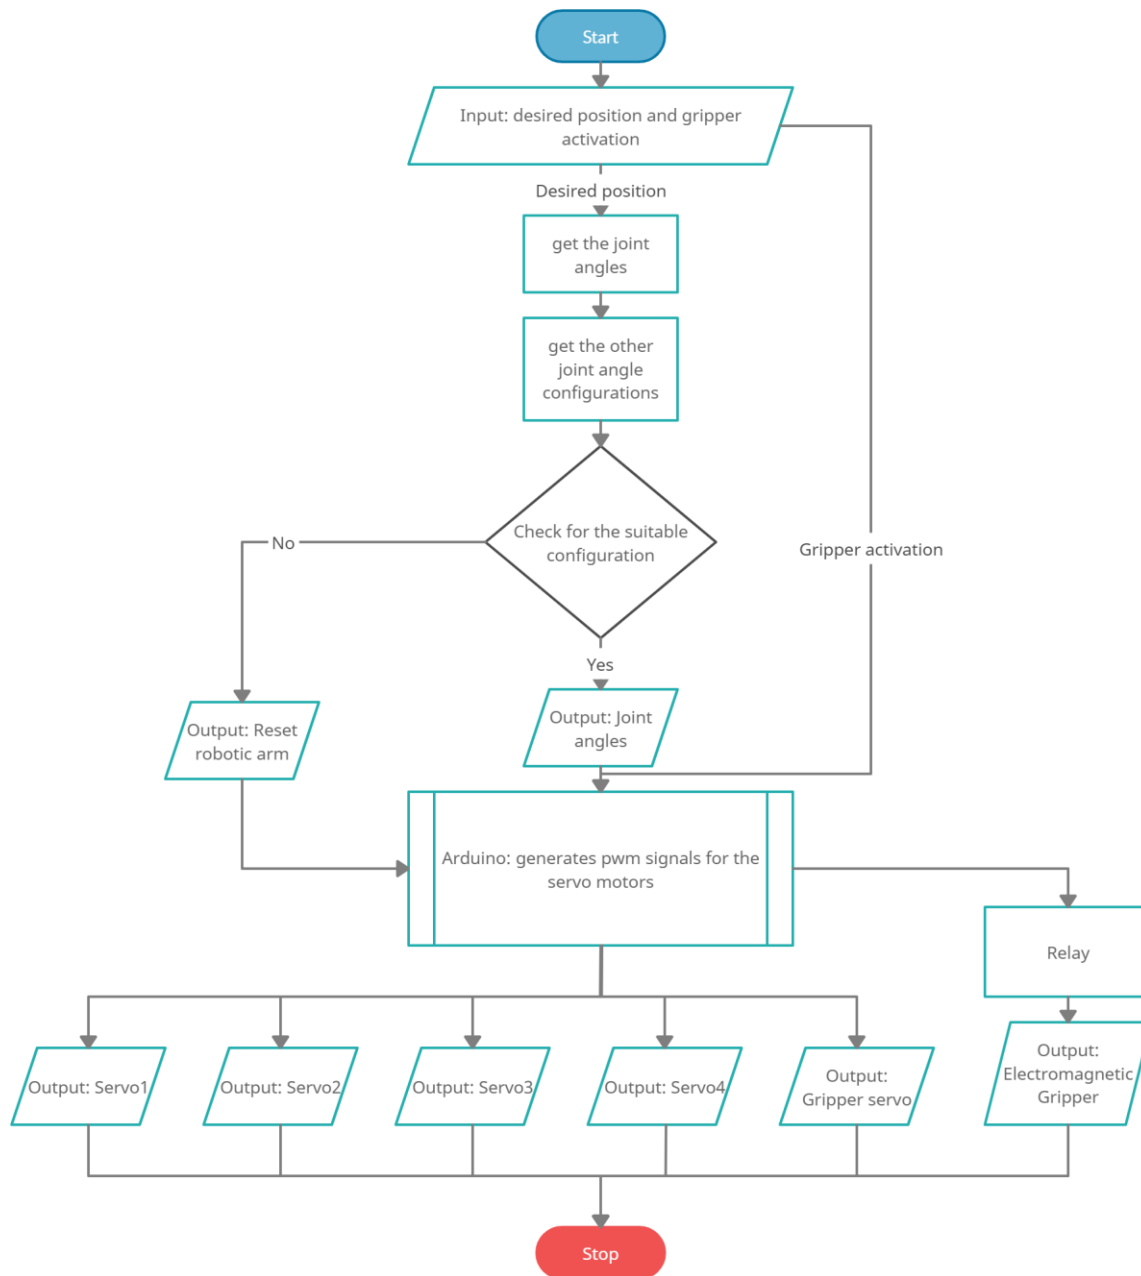 Start
Input: desired position and gripper
activation
Desired position
get the joint
angles
get the other
joint angle
configurations
Check for the suitable
configuration
No
Gripper activation
Yes
Output: Reset
robotic arm
Output: Joint
angles
Arduino: generates pwm signals for the
servo motors
Relay
Output: Servo1
Output: Servo2
Output: Servo3
Output: Servo4
Output:
Gripper servo
Output:
Electromagnetic
Gripper
Stop